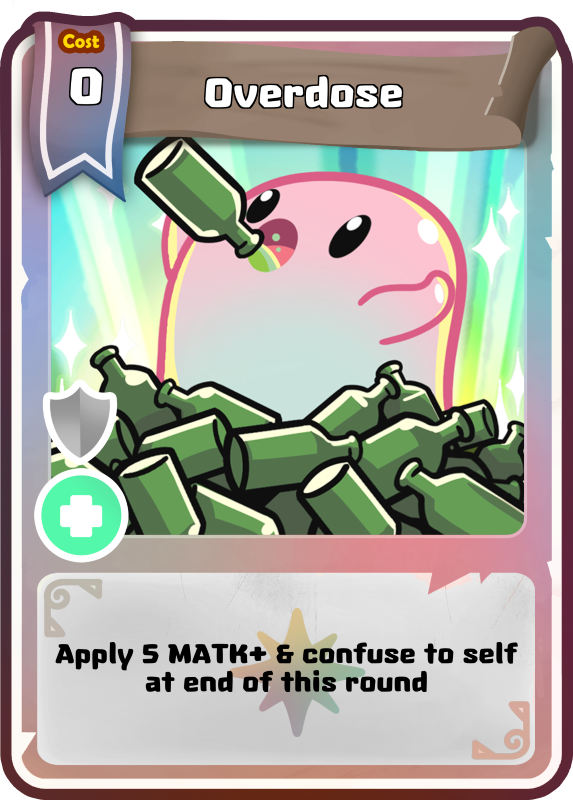 Cost
0
Overdose
Apply 5 MATK+ & confuse to self
at end of this round